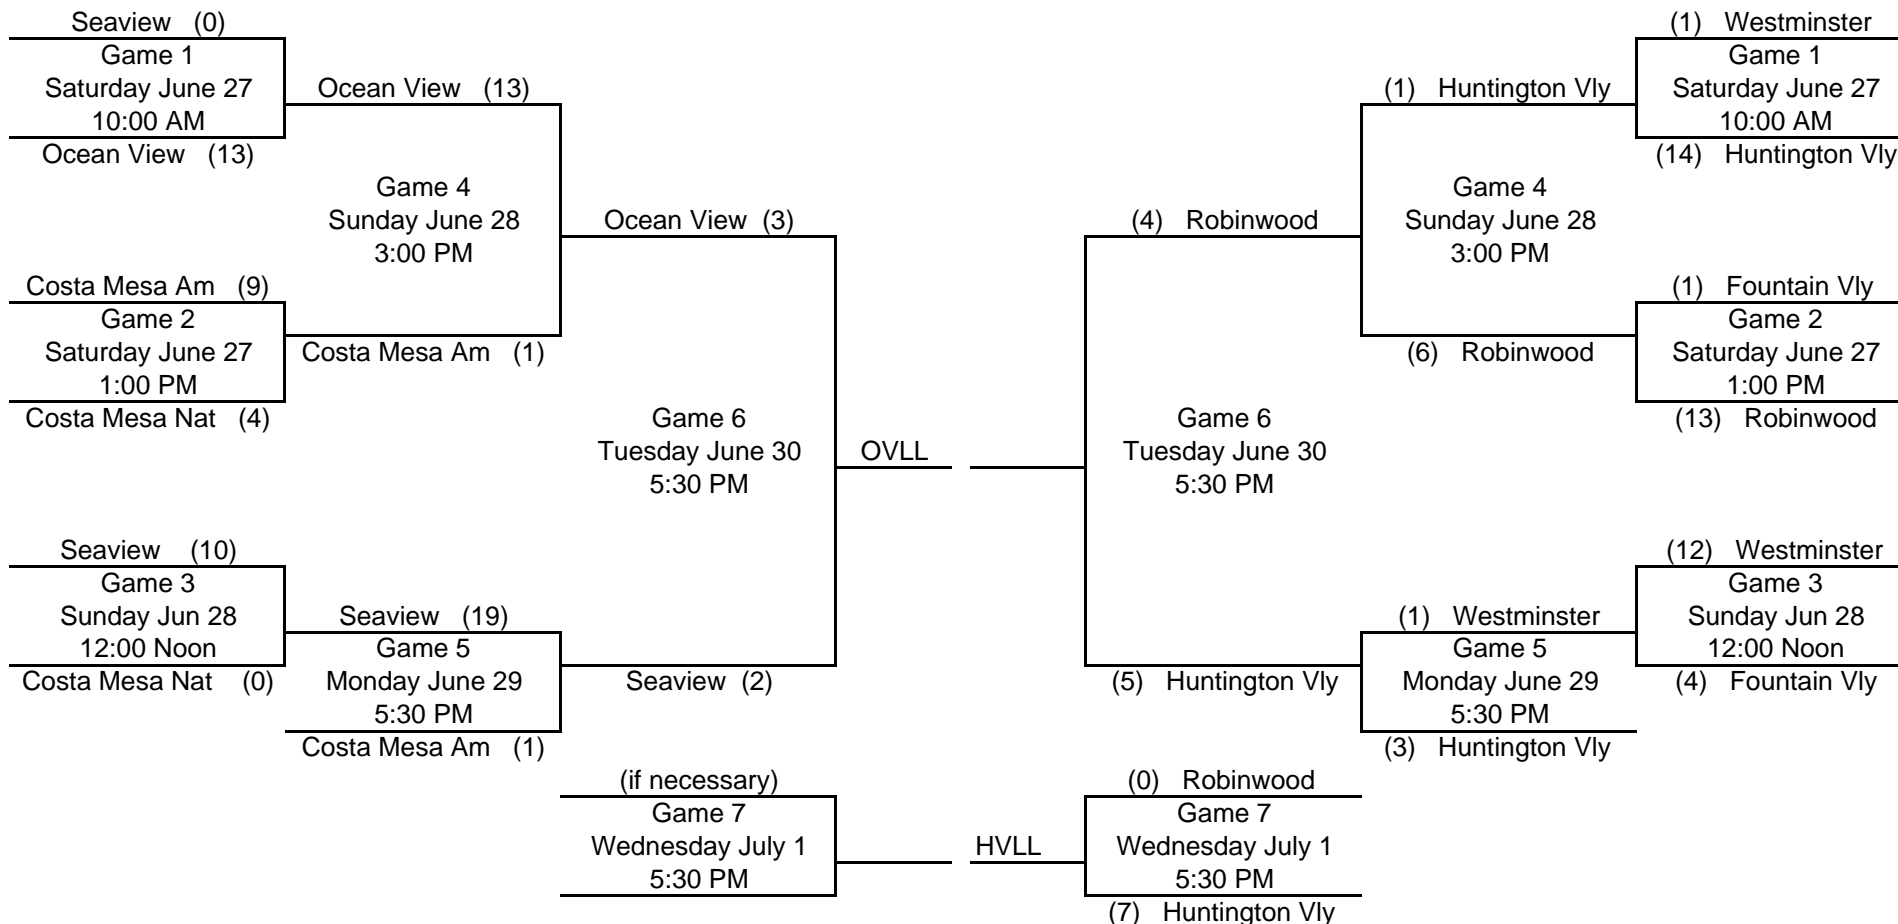 Seaview (0)
Game 1
Saturday June 27
10:00 AM
Ocean View (13)
Ocean View (13)
Game 4
Sunday June 28
3:00 PM
Costa Mesa Am (9)
Game 2
Saturday June 27
1:00 PM
Costa Mesa Nat (4)
Costa Mesa Am (1)
Ocean View (3)
Game 6
Tuesday June 30
5:30 PM
OVLL
Seaview (10)
Game 3
Sunday Jun 28
12:00 Noon
Costa Mesa Nat (0)
Seaview (19)
Game 5
Monday June 29
5:30 PM
Costa Mesa Am (1)
Seaview (2)
(if necessary)
Game 7
Wednesday July 1
5:30 PM
(1) Westminster
Game 1
Saturday June 27
10:00 AM
(14) Huntington Vly
(1) Huntington Vly
Game 4
Sunday June 28
3:00 PM
(1) Fountain Vly
Game 2
Saturday June 27
1:00 PM
(13) Robinwood
(6) Robinwood
(4) Robinwood
Game 6
Tuesday June 30
5:30 PM
(12) Westminster
Game 3
Sunday Jun 28
12:00 Noon
(4) Fountain Vly
(1) Westminster
Game 5
Monday June 29
5:30 PM
(3) Huntington Vly
(5) Huntington Vly
(0) Robinwood
Game 7
Wednesday July 1
5:30 PM
(7) Huntington Vly
HVLL